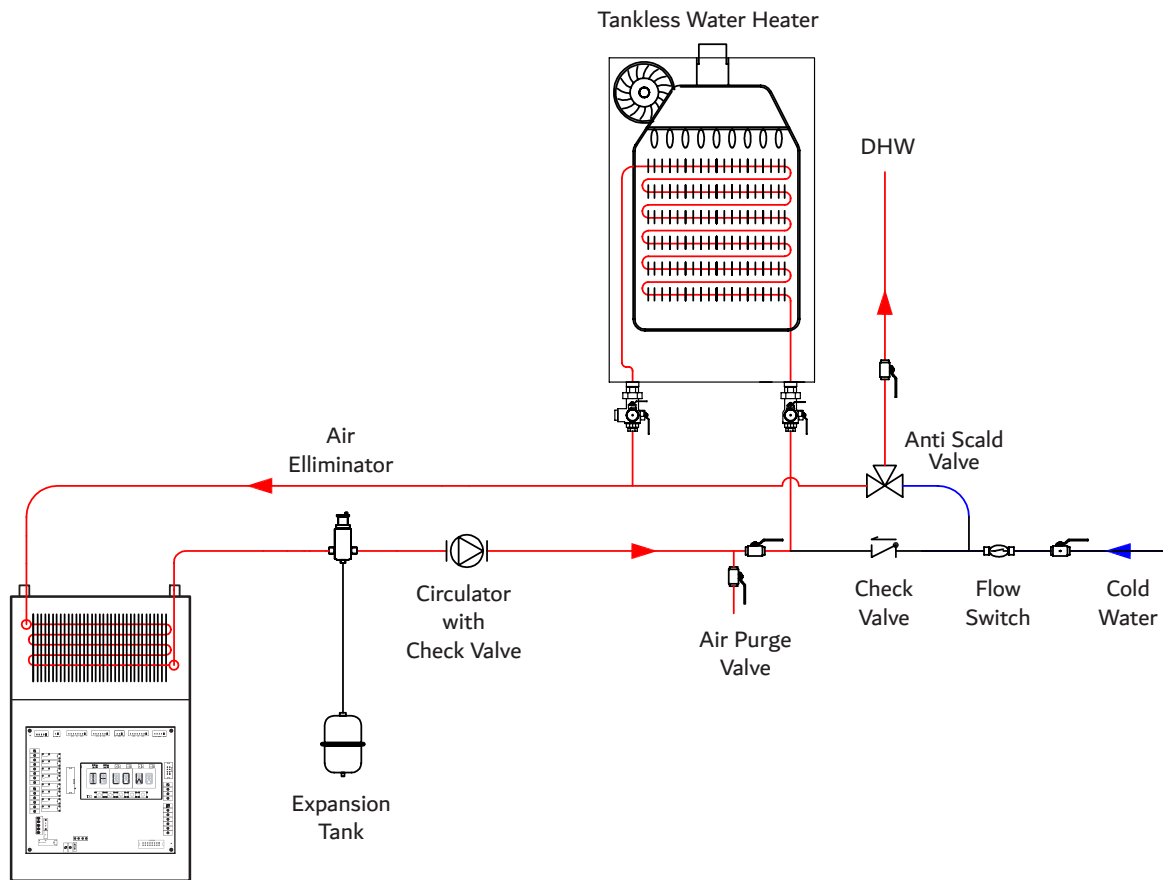 Tankless Water Heater
DHW
Anti Scald
Valve
Air
Elliminator
Circulator
with
Check Valve
Check
Valve
Flow
Switch
Cold
Water
Air Purge
Valve
Expansion
Tank